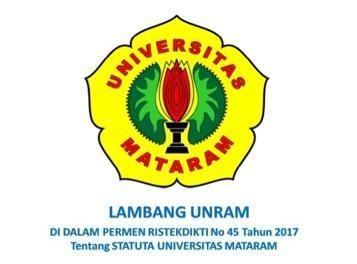 UNIVERSITAS
MATARAM
LAMBANG UNRAM
DI DALAM PERMEN RISTEKDIKTI No 45 Tahun 2017
Tentang STATUTA UNIVERSITAS MATARAM